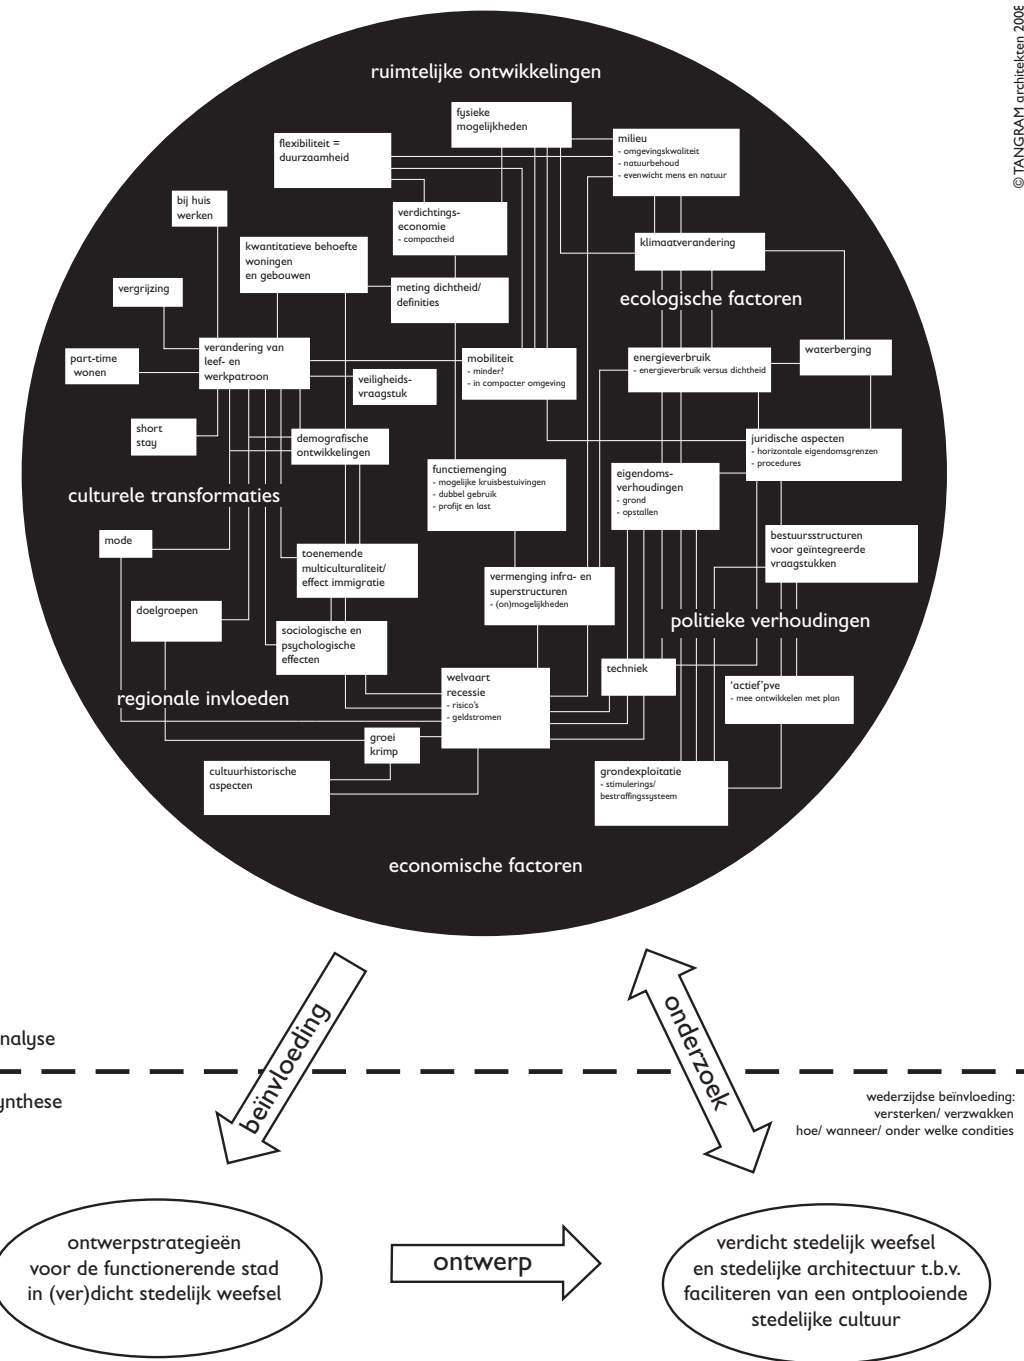 © TANGRAM architekten 2008
ruimtelijke ontwikkelingen
fysieke
mogelijkheden
flexibiliteit =
duurzaamheid
milieu
- omgevingskwaliteit
- natuurbehoud
- evenwicht mens en natuur
bij huis
werken
verdichtings-
economie
- compactheid
kwantitatieve behoefte
woningen
en gebouwen
klimaatverandering
vergrijzing
meting dichtheid/
definities
ecologische factoren
verandering van
leef- en
werkpatroon
part-time
wonen
mobiliteit
- minder?
- in compacter omgeving
energieverbruik
- energieverbruik versus dichtheid
waterberging
veiligheids-
vraagstuk
short
stay
demografische
ontwikkelingen
juridische aspecten
- horizontale eigendomsgrenzen
- procedures
functiemenging
- mogelijke kruisbestuivingen
- dubbel gebruik
- profijt en last
eigendoms-
verhoudingen
- grond
- opstallen
culturele transformaties
mode
bestuursstructuren
voor geïntegreerde
vraagstukken
toenemende
multiculturaliteit/
effect immigratie
vermenging infra- en
superstructuren
- (on)mogelijkheden
doelgroepen
sociologische en
psychologische
effecten
politieke verhoudingen
techniek
welvaart
recessie
- risico's
- geldstromen
'actief'pve
- mee ontwikkelen met plan
regionale invloeden
groei
krimp
cultuurhistorische
aspecten
grondexploitatie
- stimulerings/
bestraffingssysteem
economische factoren
beïnvloeding
onderzoek
nalyse
ynthese
wederzijdse beïnvloeding:
versterken/ verzwakken
hoe/ wanneer/ onder welke condities
ontwerpstrategieën
voor de functionerende stad
in (ver)dicht stedelijk weefsel
ontwerp
verdicht stedelijk weefsel
en stedelijke architectuur t.b.v.
faciliteren van een ontplooiende
stedelijke cultuur